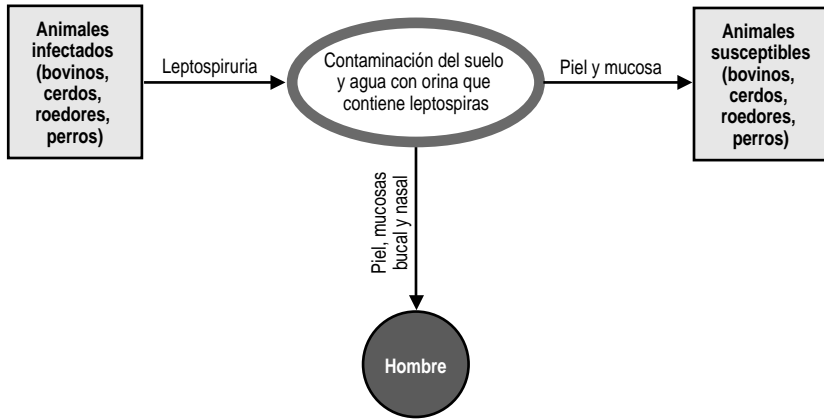 Animales
infectados
(bovinos,
cerdos,
roedores,
perros)
Leptospiruria
Contaminación del suelo
y agua con orina que
contiene leptospiras
Piel y mucosa
Animales
susceptibles
(bovinos,
cerdos,
roedores,
perros)
Piel, mucosas
bucal y nasal
Hombre